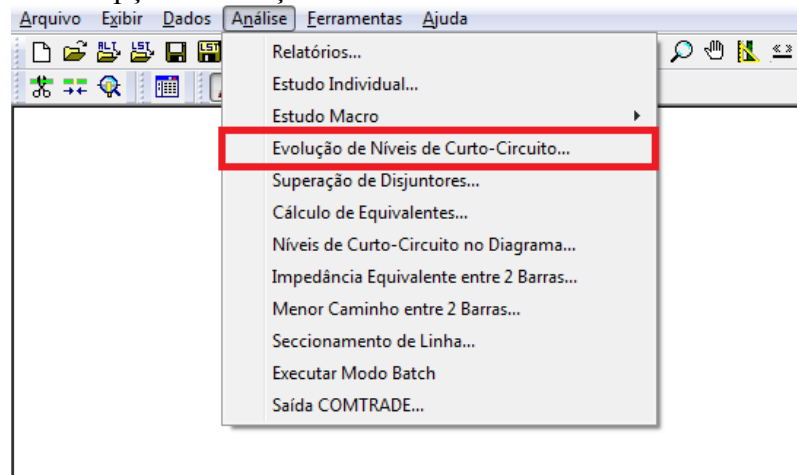 Arquivo Exibir Dados Análise Ferramentas Ajuda
Relatórios...
Estudo Individual...
Estudo Macro
Evolução de Níveis de Curto-Circuito...
Superação de Disjuntores...
Cálculo de Equivalentes...
Níveis de Curto-Circuito no Diagrama...
Impedância Equivalente entre 2 Barras...
Menor Caminho entre 2 Barras...
Seccionamento de Linha...
Executar Modo Batch
Saída COMTRADE...